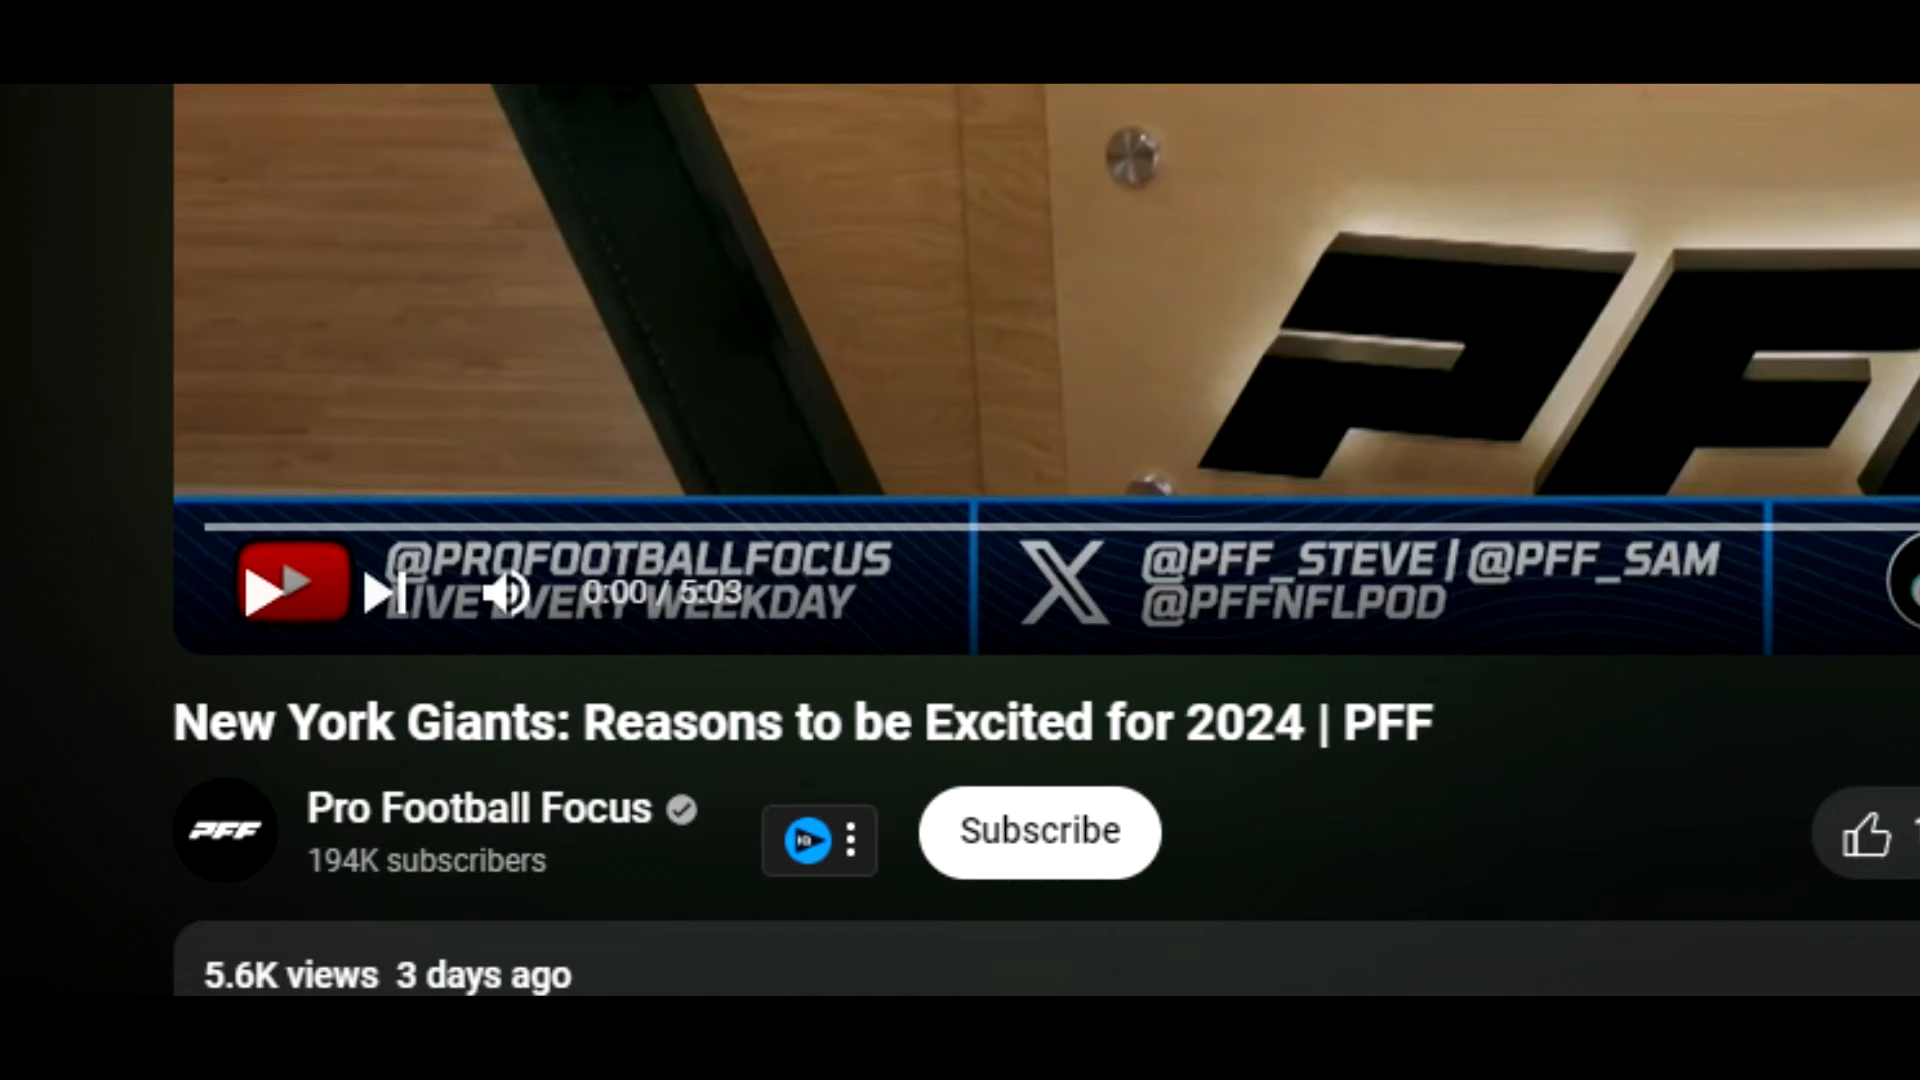 PF
@PROFOOTBALLFOCUS
LIVE EVERY WEEKDAY
0:00 / 5:03
@PFF_STEVE | @PFF_SAM
@PFFNFLPOD
New York Giants: Reasons to be Excited for 2024 | PFF
PFF
Pro Football Focus
194K subscribers
Subscribe
5.6K views 3 days ago